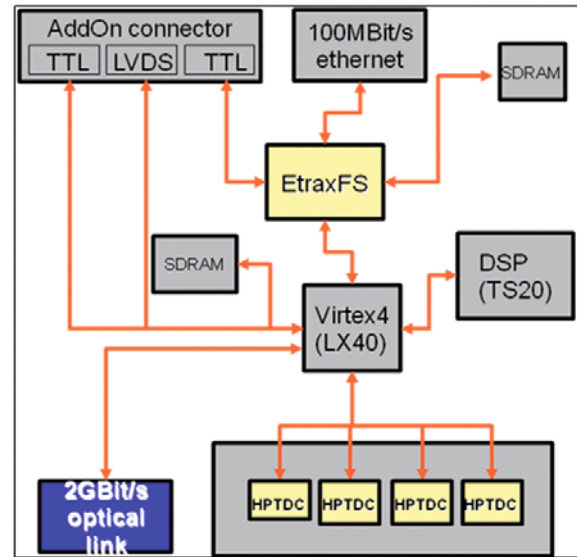 AddOn connector
TTL LVDS TTL
100MBit/s
ethernet
SDRAM
EtraxFS
SDRAM
DSP
(TS20)
Virtex4
(LX40)
2GBit/s
optical
link
HPTDC HPTDC HPTDC HPTDC